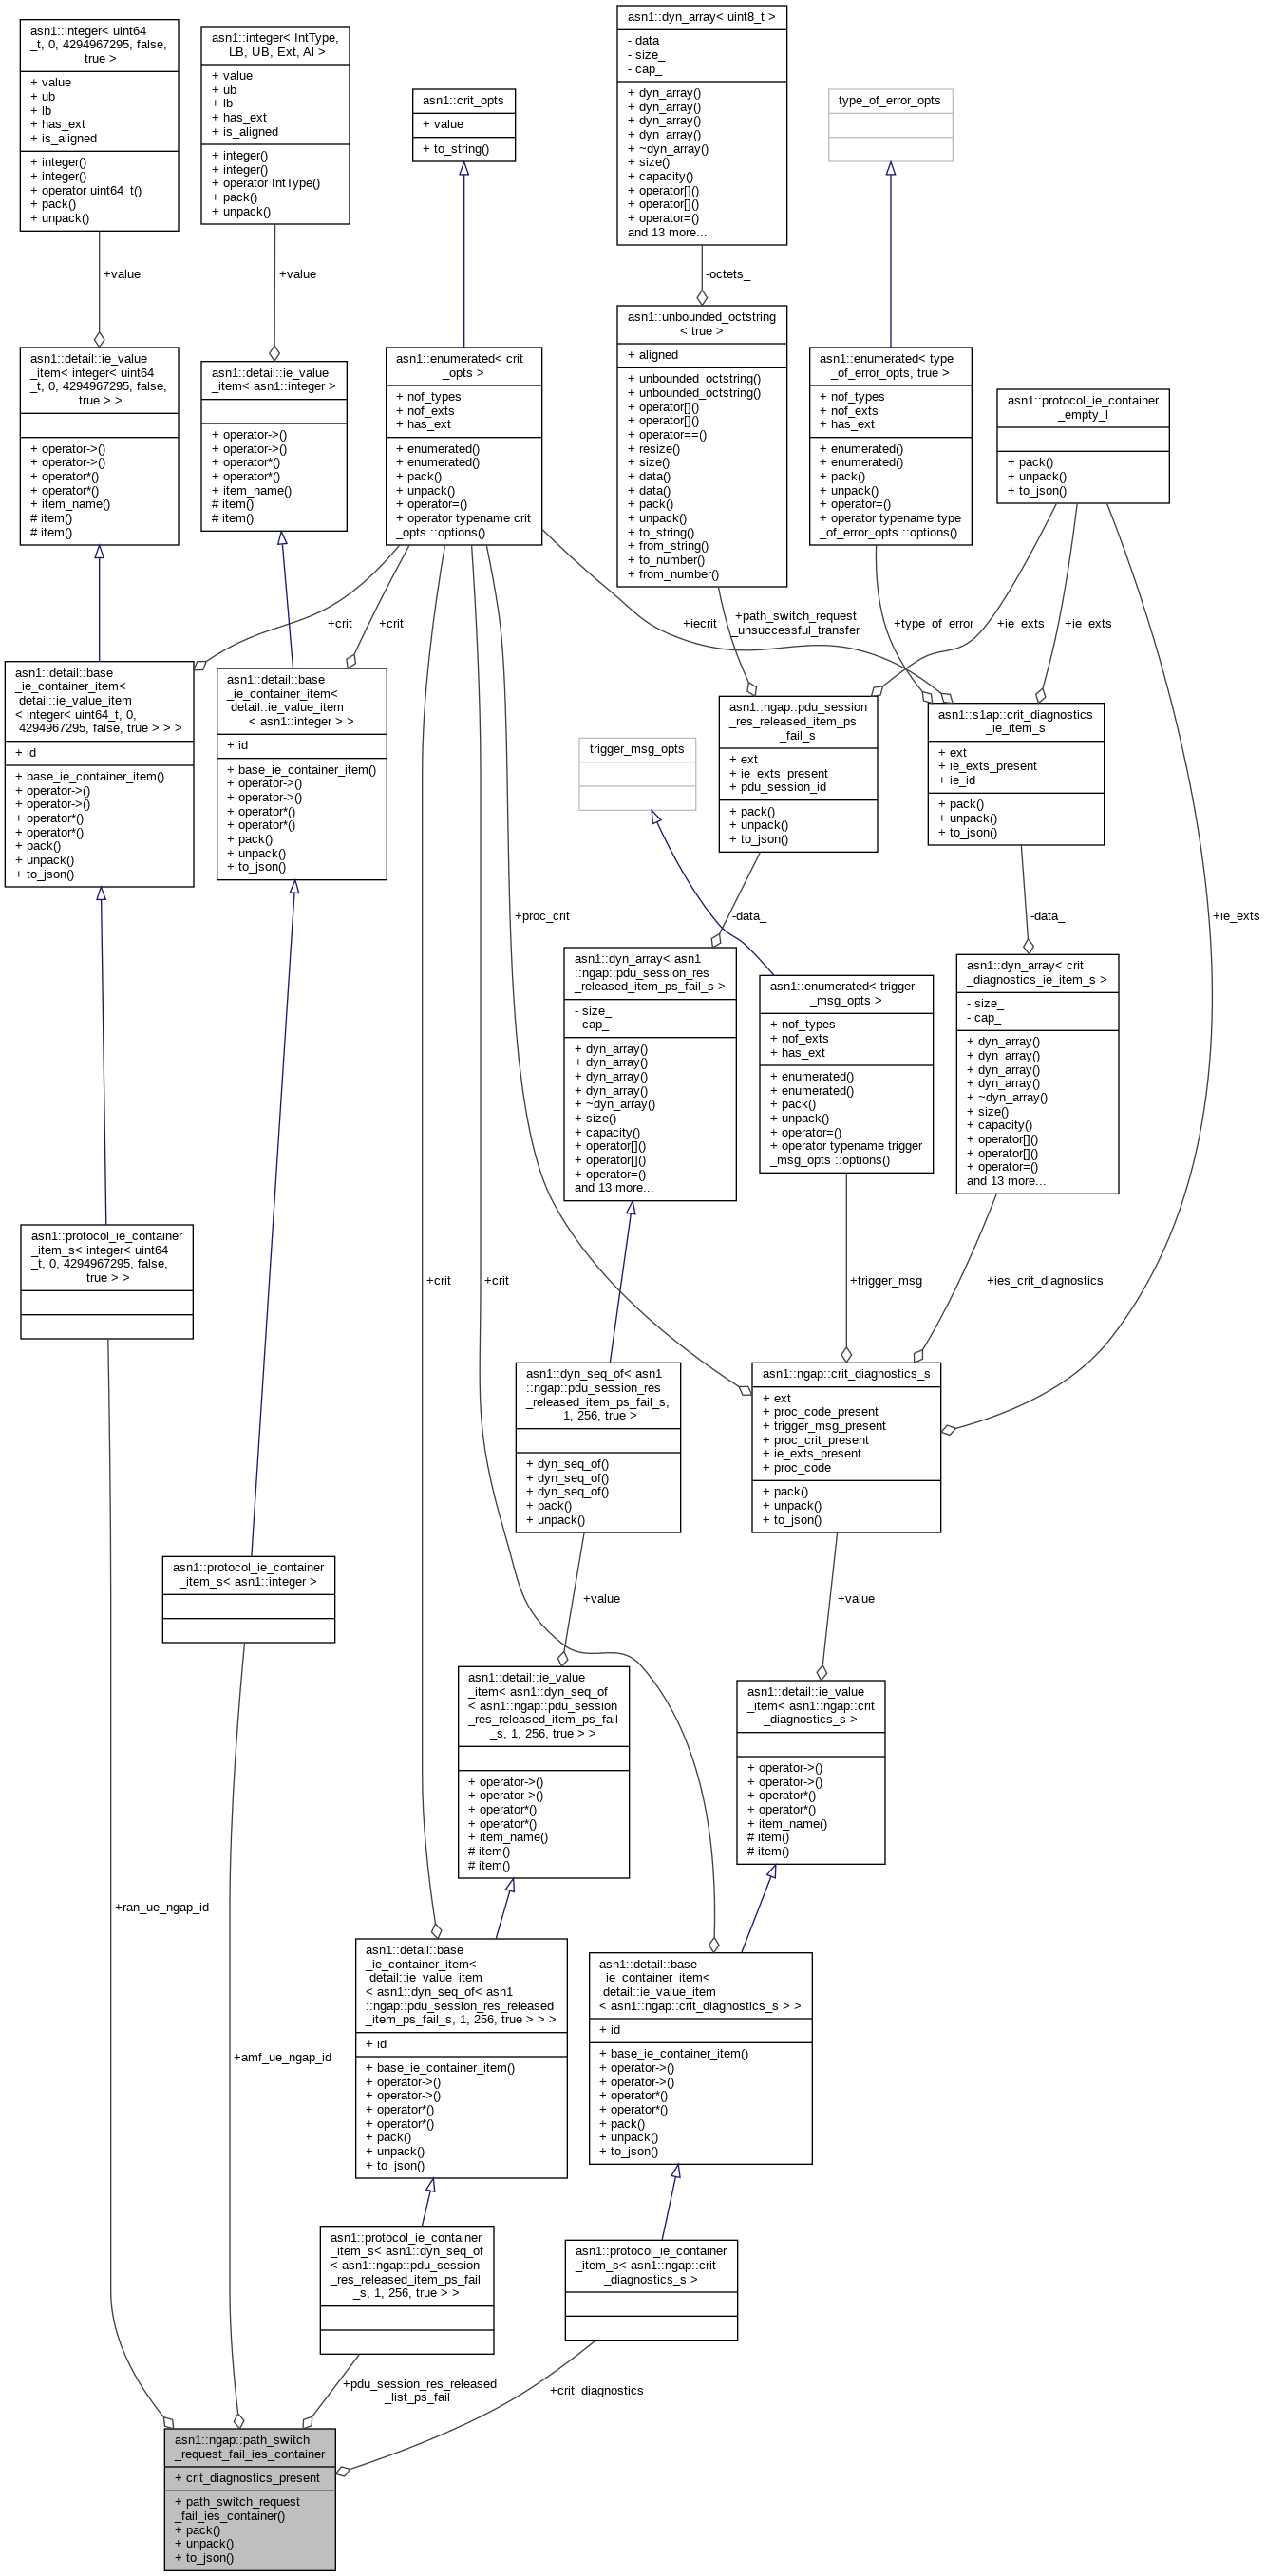 asn1::integer< uint64
_t, 0, 4294967295, false,
true >
+ value
+ ub
+ lb
+ has_ext
+ is_aligned
+ integer()
+ integer()
+ operator uint64_t()
+ pack()
+ unpack()
asn1::integer< IntType,
LB, UB, Ext, Al >
+ value
+ ub
+ lb
+ has_ext
+ is_aligned
+ integer()
+ integer()
+ operator IntType()
+ pack()
+ unpack()
asn1::crit_opts
+ value
+ to_string()
asn1::dyn_array< uint8_t >
- data_
- size_
- cap_
+ dyn_array()
+ dyn_array()
+ dyn_array()
+ dyn_array()
+ ~dyn_array()
+ size()
+ capacity()
+ operator[]()
+ operator[]()
+ operator=()
and 13 more...
type_of_error_opts
+value
+value
-octets_
asn1::detail::ie_value
_item< integer< uint64
_t, 0, 4294967295, false,
true > >
+ operator->()
+ operator->()
+ operator*()
+ operator*()
+ item_name()
# item()
# item()
asn1::detail::ie_value
_item< asn1::integer >
+ operator->()
+ operator->()
+ operator*()
+ operator*()
+ item_name()
# item()
# item()
asn1::enumerated< crit
_opts >
+ nof_types
+ nof_exts
+ has_ext
+ enumerated()
+ enumerated()
+ pack()
+ unpack()
+ operator=()
+ operator typename crit
_opts ::options()
asn1::unbounded_octstring
< true >
+ aligned
+ unbounded_octstring()
+ unbounded_octstring()
+ operator[]()
+ operator[]()
+ operator==()
+ resize()
+ size()
+ data()
+ data()
+ pack()
+ unpack()
+ to_string()
+ from_string()
+ to_number()
+ from_number()
asn1::enumerated< type
_of_error_opts, true >
+ nof_types
+ nof_exts
+ has_ext
+ enumerated()
+ enumerated()
+ pack()
+ unpack()
+ operator=()
+ operator typename type
_of_error_opts ::options()
asn1::protocol_ie_container
_empty_l
+ pack()
+ unpack()
+ to_json()
+crit
+crit
+iecrit
+path_switch_request
_unsuccessful_transfer
+type_of_error
+ie_exts
+ie_exts
asn1::detail::base
_ie_container_item<
detail::ie_value_item
< integer< uint64_t, 0,
4294967295, false, true > > >
+ id
+ base_ie_container_item()
+ operator->()
+ operator->()
+ operator*()
+ operator*()
+ pack()
+ unpack()
+ to_json()
asn1::detail::base
_ie_container_item<
detail::ie_value_item
< asn1::integer > >
+ id
+ base_ie_container_item()
+ operator->()
+ operator->()
+ operator*()
+ operator*()
+ pack()
+ unpack()
+ to_json()
trigger_msg_opts
asn1::ngap::pdu_session
_res_released_item_ps
_fail_s
+ ext
+ ie_exts_present
+ pdu_session_id
+ pack()
+ unpack()
+ to_json()
asn1::s1ap::crit_diagnostics
_ie_item_s
+ ext
+ ie_exts_present
+ ie_id
+ pack()
+ unpack()
+ to_json()
+proc_crit
-data_
-data_
+ie_exts
asn1::dyn_array< asn1
::ngap::pdu_session_res
_released_item_ps_fail_s >
- size_
- cap_
+ dyn_array()
+ dyn_array()
+ dyn_array()
+ dyn_array()
+ ~dyn_array()
+ size()
+ capacity()
+ operator[]()
+ operator[]()
+ operator=()
and 13 more...
asn1::enumerated< trigger
_msg_opts >
+ nof_types
+ nof_exts
+ has_ext
+ enumerated()
+ enumerated()
+ pack()
+ unpack()
+ operator=()
+ operator typename trigger
_msg_opts ::options()
asn1::dyn_array< crit
_diagnostics_ie_item_s >
- size_
- cap_
+ dyn_array()
+ dyn_array()
+ dyn_array()
+ dyn_array()
+ ~dyn_array()
+ size()
+ capacity()
+ operator[]()
+ operator[]()
+ operator=()
and 13 more...
asn1::protocol_ie_container
_item_s< integer< uint64
_t, 0, 4294967295, false,
true > >
+crit
+crit
+trigger_msg
+ies_crit_diagnostics
asn1::dyn_seq_of< asn1
::ngap::pdu_session_res
_released_item_ps_fail_s,
1, 256, true >
+ dyn_seq_of()
+ dyn_seq_of()
+ dyn_seq_of()
+ pack()
+ unpack()
asn1::ngap::crit_diagnostics_s
+ ext
+ proc_code_present
+ trigger_msg_present
+ proc_crit_present
+ ie_exts_present
+ proc_code
+ pack()
+ unpack()
+ to_json()
asn1::protocol_ie_container
_item_s< asn1::integer >
+value
+value
asn1::detail::ie_value
_item< asn1::dyn_seq_of
< asn1::ngap::pdu_session
_res_released_item_ps_fail
_s, 1, 256, true > >
+ operator->()
+ operator->()
+ operator*()
+ operator*()
+ item_name()
# item()
# item()
asn1::detail::ie_value
_item< asn1::ngap::crit
_diagnostics_s >
+ operator->()
+ operator->()
+ operator*()
+ operator*()
+ item_name()
# item()
# item()
+ran_ue_ngap_id
+amf_ue_ngap_id
asn1::detail::base
_ie_container_item<
detail::ie_value_item
< asn1::dyn_seq_of< asn1
::ngap::pdu_session_res_released
_item_ps_fail_s, 1, 256, true > > >
+ id
+ base_ie_container_item()
+ operator->()
+ operator->()
+ operator*()
+ operator*()
+ pack()
+ unpack()
+ to_json()
asn1::detail::base
_ie_container_item<
detail::ie_value_item
< asn1::ngap::crit_diagnostics_s > >
+ id
+ base_ie_container_item()
+ operator->()
+ operator->()
+ operator*()
+ operator*()
+ pack()
+ unpack()
+ to_json()
asn1::protocol_ie_container
_item_s< asn1::dyn_seq_of
< asn1::ngap::pdu_session
_res_released_item_ps_fail
_s, 1, 256, true > >
asn1::protocol_ie_container
_item_s< asn1::ngap::crit
_diagnostics_s >
+pdu_session_res_released
_list_ps_fail
+crit_diagnostics
asn1::ngap::path_switch
_request_fail_ies_container
+ crit_diagnostics_present
+ path_switch_request
_fail_ies_container()
+ pack()
+ unpack()
+ to_json()